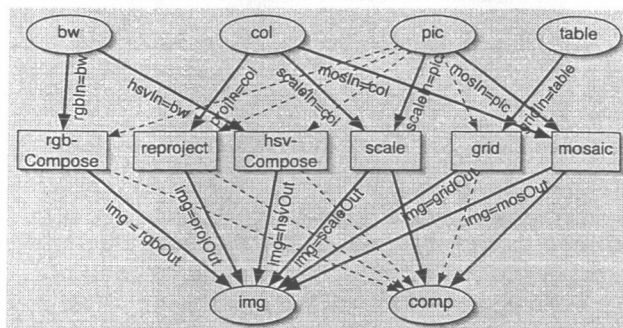 bw
col
pic
table
rgbIn=bw
hsvIn=bw
projIn=col
scaleIn=col
mosIn=col
scaleIn=pic
mosIn=pic
gridIn=table
rgb-
Compose
reproject
hsv-
Compose
scale
grid
mosaic
img = rgbOut
img=projOut
img=hsvOut
img=scaleOut
img=gridOut
img=mosOut
img
comp